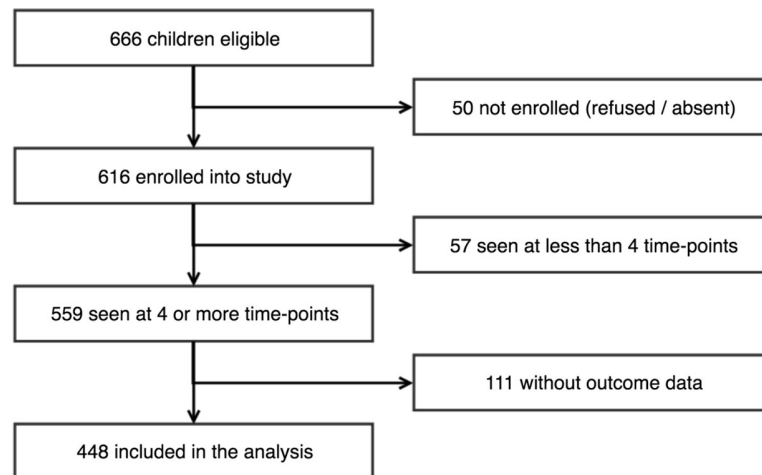 666 children eligible
50 not enrolled (refused / absent)
616 enrolled into study
57 seen at less than 4 time-points
559 seen at 4 or more time-points
111 without outcome data
448 included in the analysis